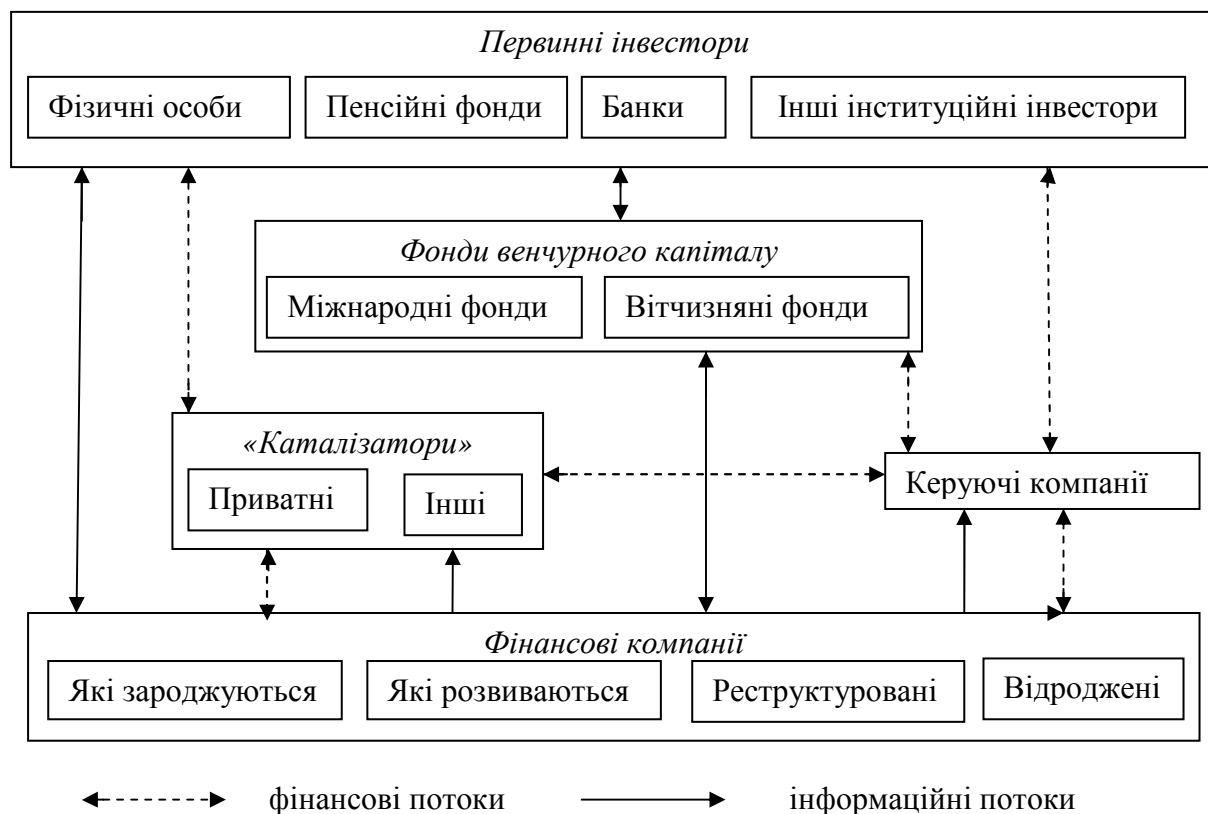 Первинні інвестори
Фізичні особи
Пенсійні фонди
Банки
Інші інституційні інвестори
Фонди венчурного капіталу
Міжнародні фонди
Вітчизняні фонди
«Каталізатори»
Приватні
Інші
Керуючі компанії
Фінансові компанії
Які зароджуються
Які розвиваються
Реструктуровані
Відроджені
фінансові потоки
інформаційні потоки